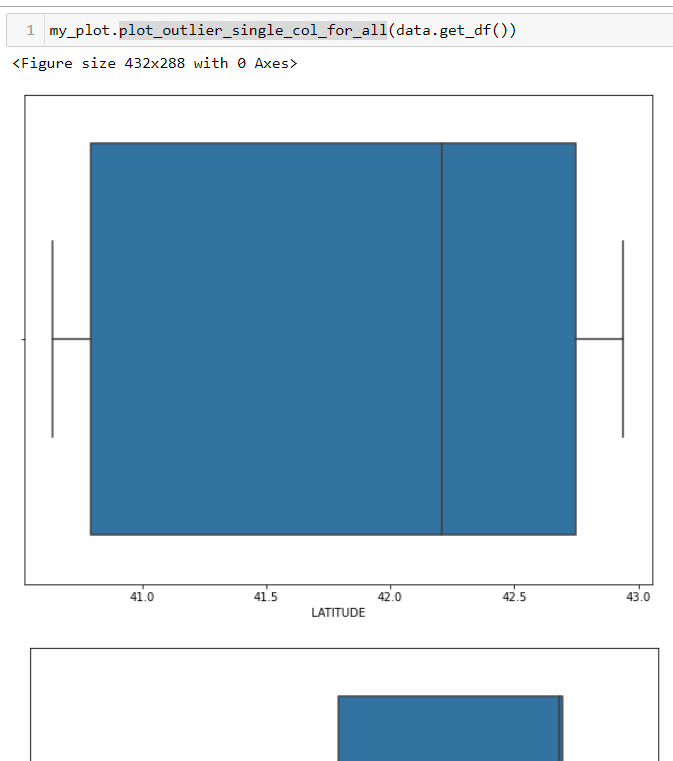 1 my_plot.plot_outlier_single_col_for_all(data.get_df())
<Figure size 432x288 with 0 Axes>
41.0 41.5 42.0 42.5 43.0
LATITUDE